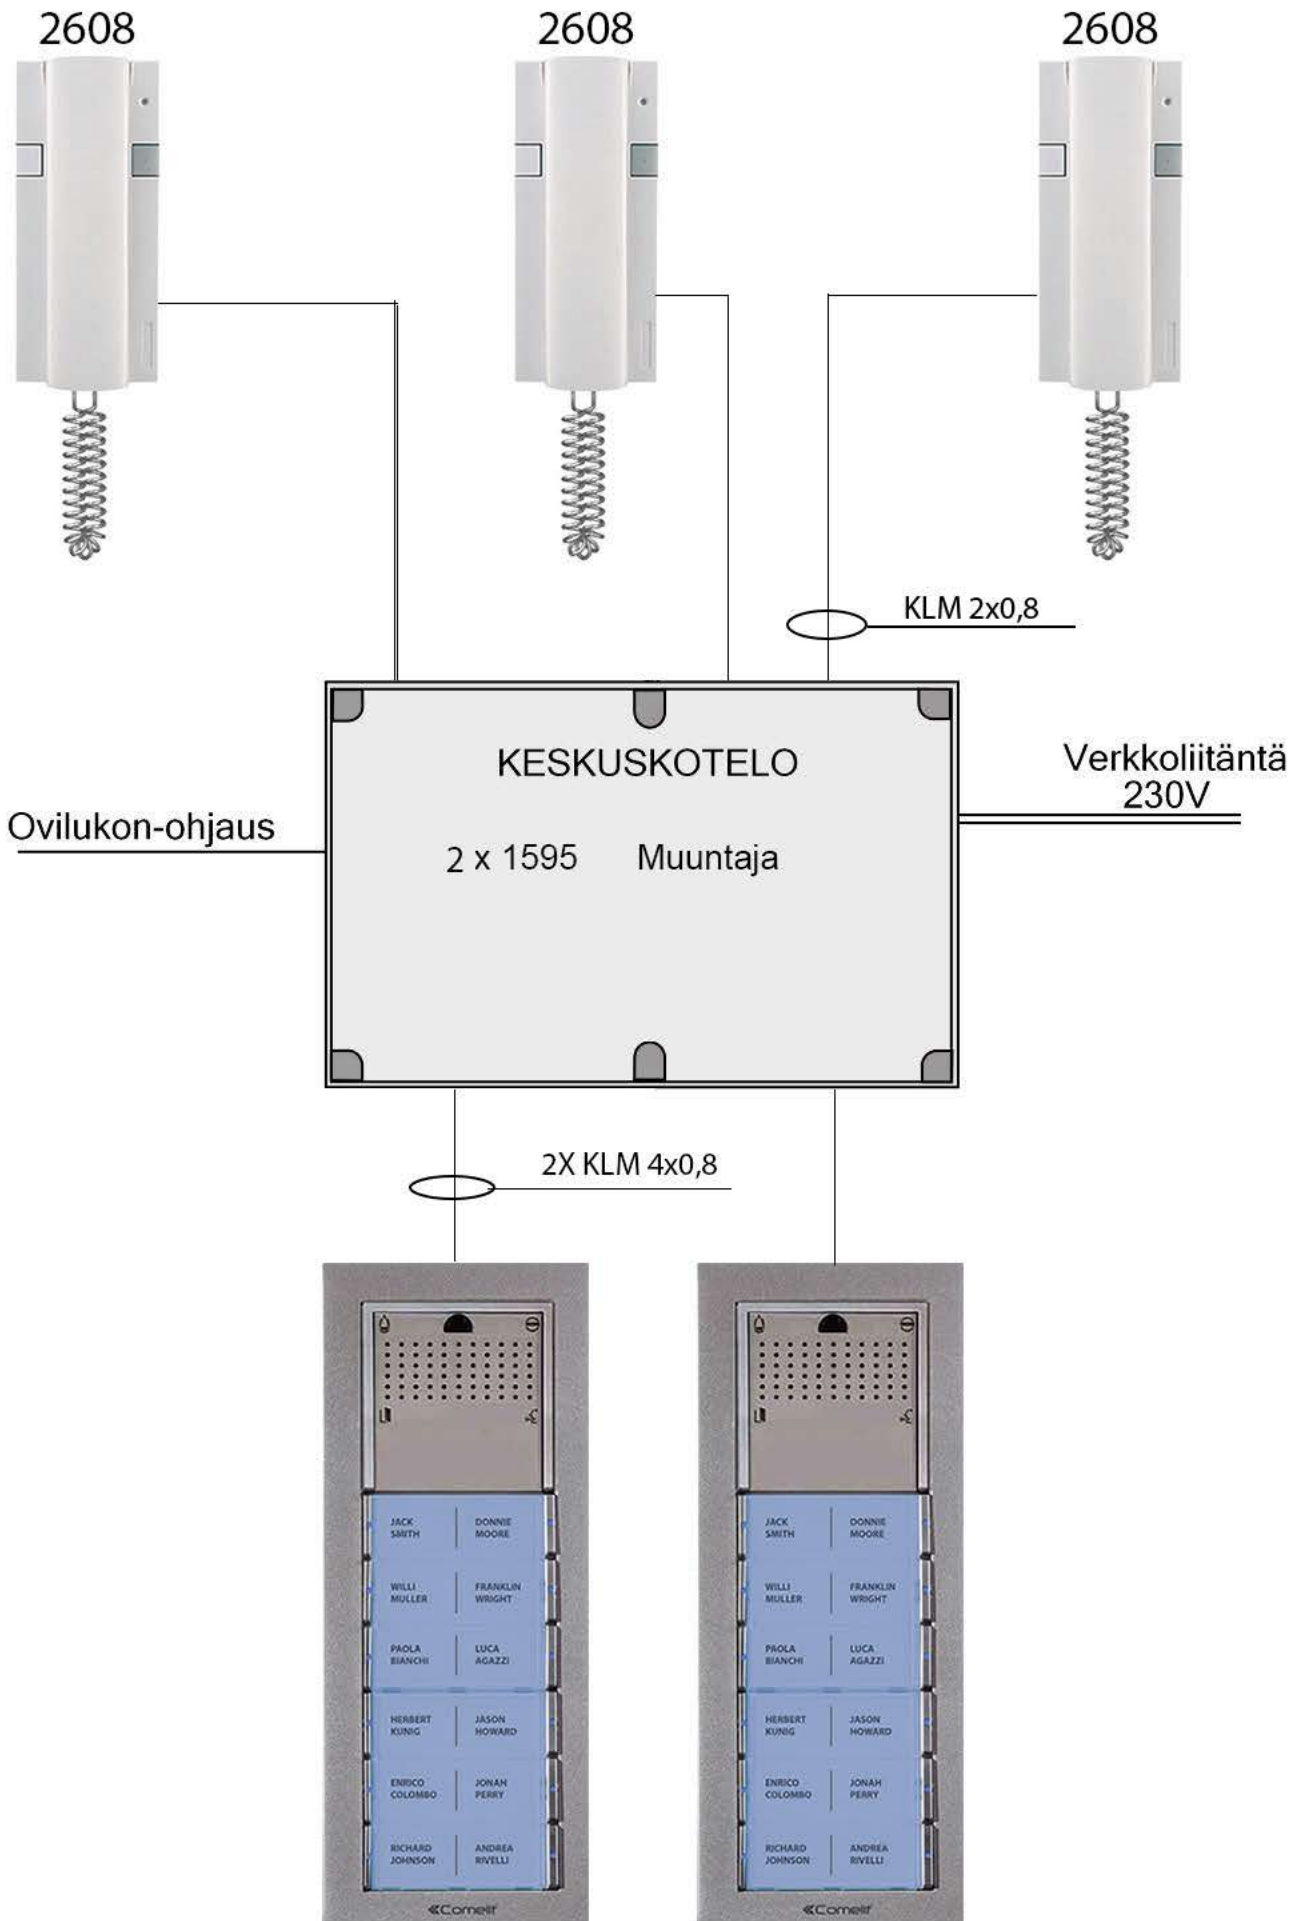 2608
2608
2608
KLM 2x0,8
KESKUSKOTELO
Verkkoliitäntä
230V
Ovilukon-ohjaus
2 x 1595 Muuntaja
2X KLM 4x0,8
JACK
SMITH
DONNIE
MOORE
WILLI
MULLER
FRANKLIN
WRIGHT
PAOLA
BIANCHI
LUCA
AGAZZI
HERBERT
KUNIG
JASON
HOWARD
ENRICO
COLOMBO
JONAH
PERRY
RICHARD
JOHNSON
ANDREA
RIVELLI
Comelit
JACK
SMITH
DONNIE
MOORE
WILLI
MULLER
FRANKLIN
WRIGHT
PAOLA
BIANCHI
LUCA
AGAZZI
HERBERT
KUNIG
JASON
HOWARD
ENRICO
COLOMBO
JONAH
PERRY
RICHARD
JOHNSON
ANDREA
RIVELLI
Comelit